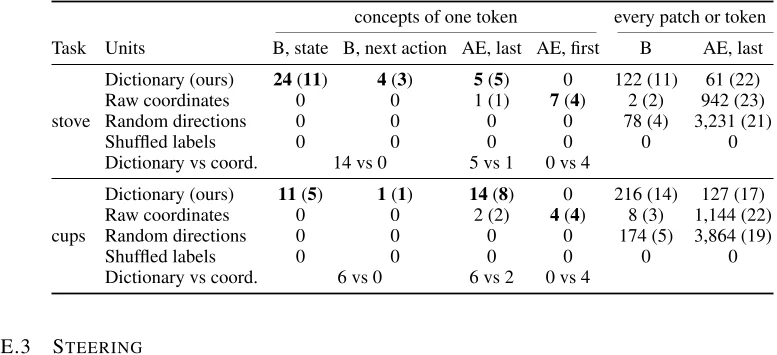 concepts of one token every patch or token
Task Units B, state B, next action AE, last AE, first B AE, last
Dictionary (ours) 24 (11) 4 (3) 5 (5) 0 122 (11) 61 (22)
Raw coordinates 0 0 1 (1) 7 (4) 2 (2) 942 (23)
stove Random directions 0 0 0 0 78 (4) 3,231 (21)
Shuffled labels 0 0 0 0 0 0
Dictionary vs coord. 14 vs 0 5 vs 1 0 vs 4
Dictionary (ours) 11 (5) 1 (1) 14 (8) 0 216 (14) 127 (17)
Raw coordinates 0 0 2 (2) 4 (4) 8 (3) 1,144 (22)
cups Random directions 0 0 0 0 174 (5) 3,864 (19)
Shuffled labels 0 0 0 0 0 0
Dictionary vs coord. 6 vs 0 6 vs 2 0 vs 4
E.3 STEERING